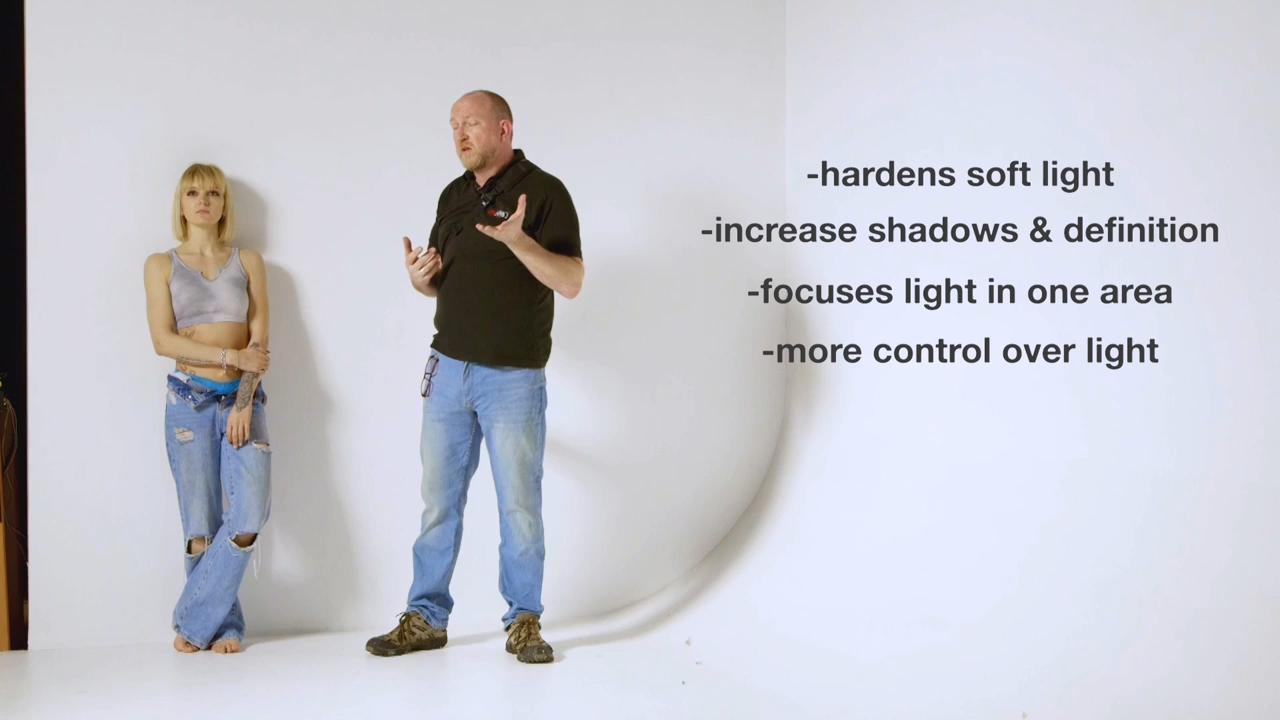 -hardens soft light
-increase shadows & definition
-focuses light in one area
-more control over light